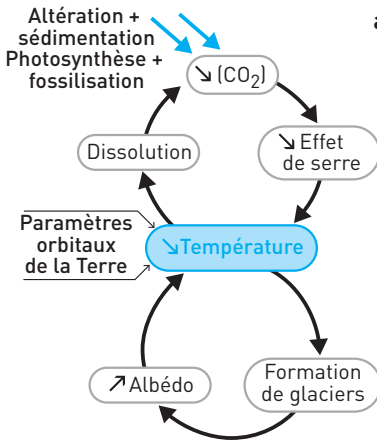 Altération +
sédimentation
Photosynthèse +
fossilisation
a
↘ (CO₂)
Dissolution
↘ Effet
de serre
Paramètres
orbitaux
de la Terre
↘Température
↗ Albédo
Formation
de glaciers